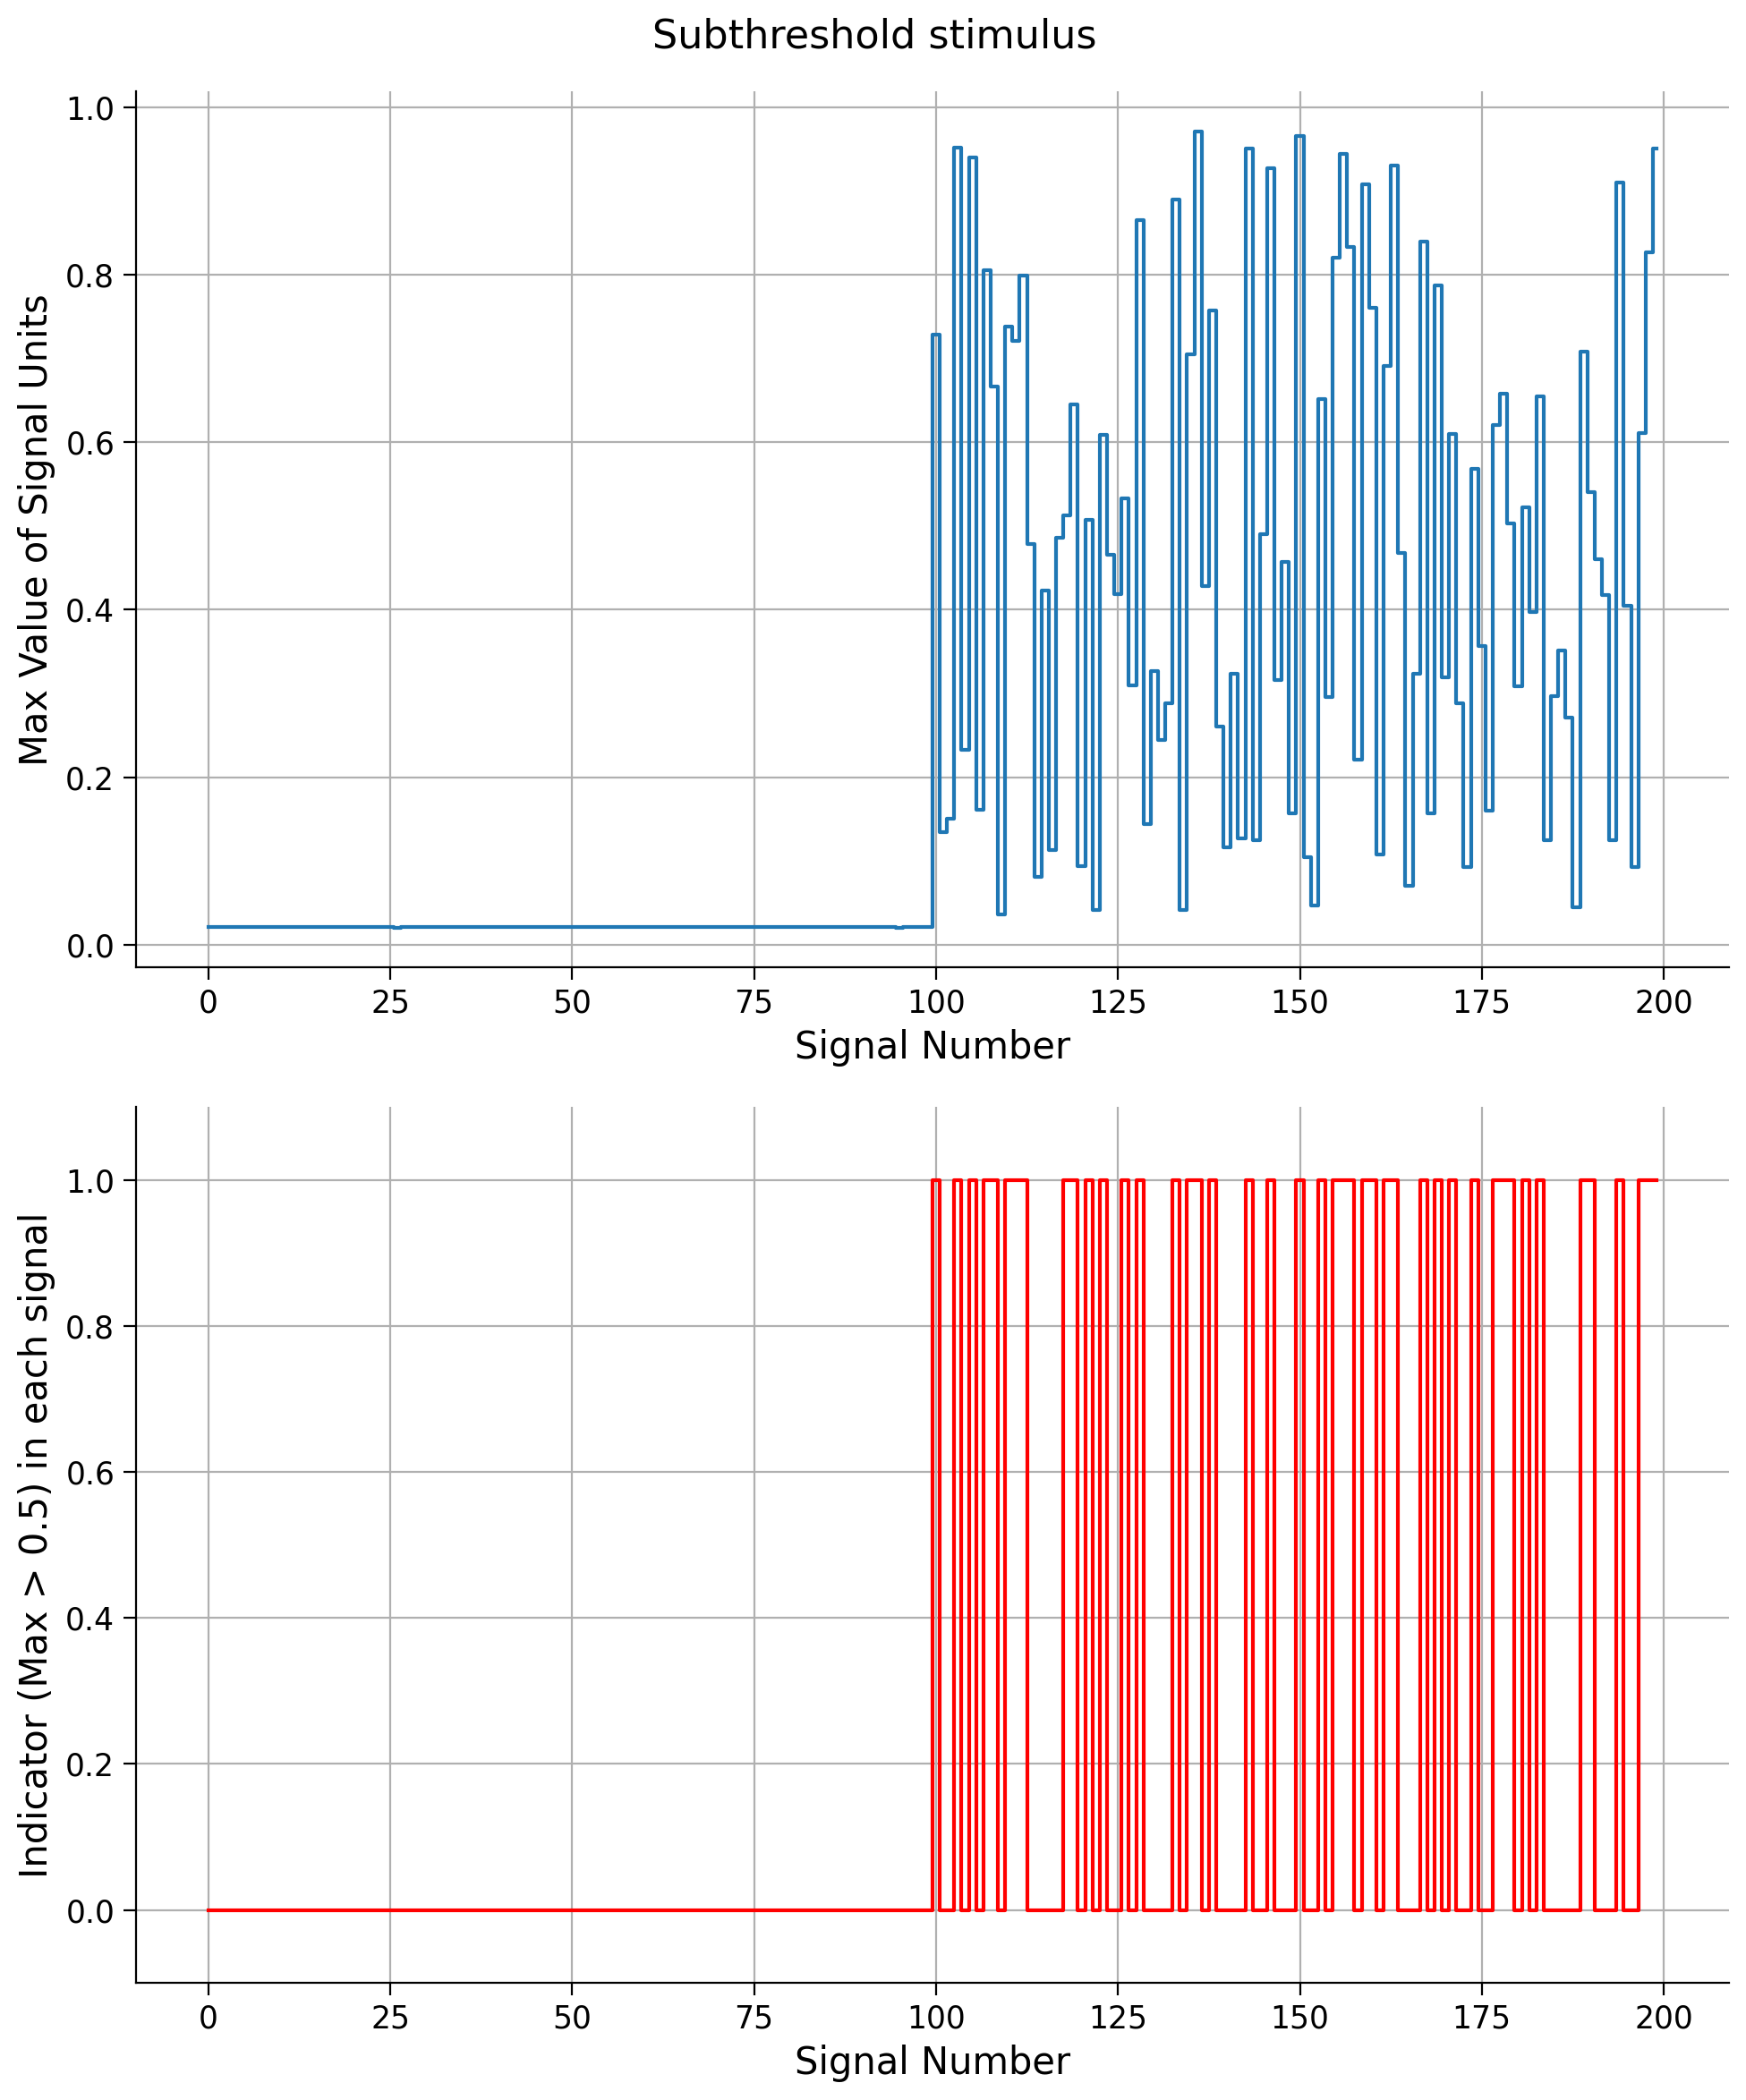 Subthreshold stimulus
Max Value of Signal Units
1.0
0.8
0.6
0.4
0.2
0.0
0 25 50 75 100 125 150 175 200
Signal Number
Indicator (Max > 0.5) in each signal
1.0
0.8
0.6
0.4
0.2
0.0
0 25 50 75 100 125 150 175 200
Signal Number